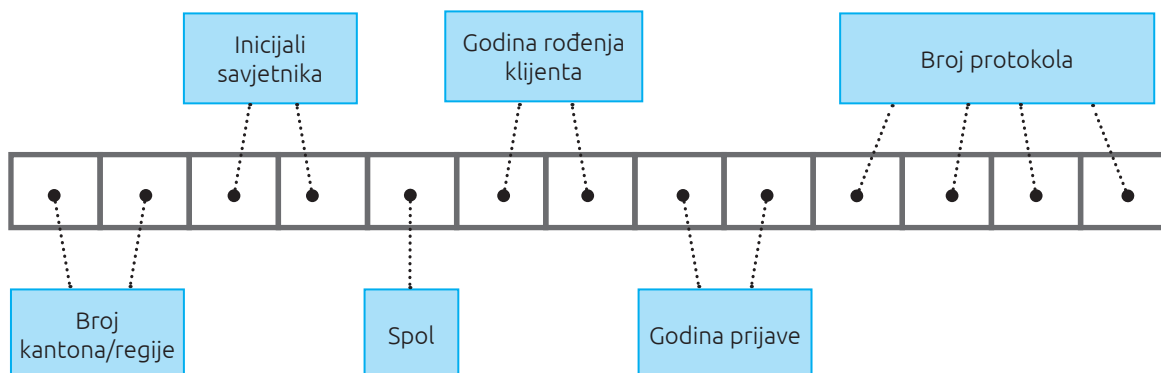 Inicijali
savjetnika
Godina rođenja
klijenta
Broj protokola
Broj
kantona/regije
Spol
Godina prijave